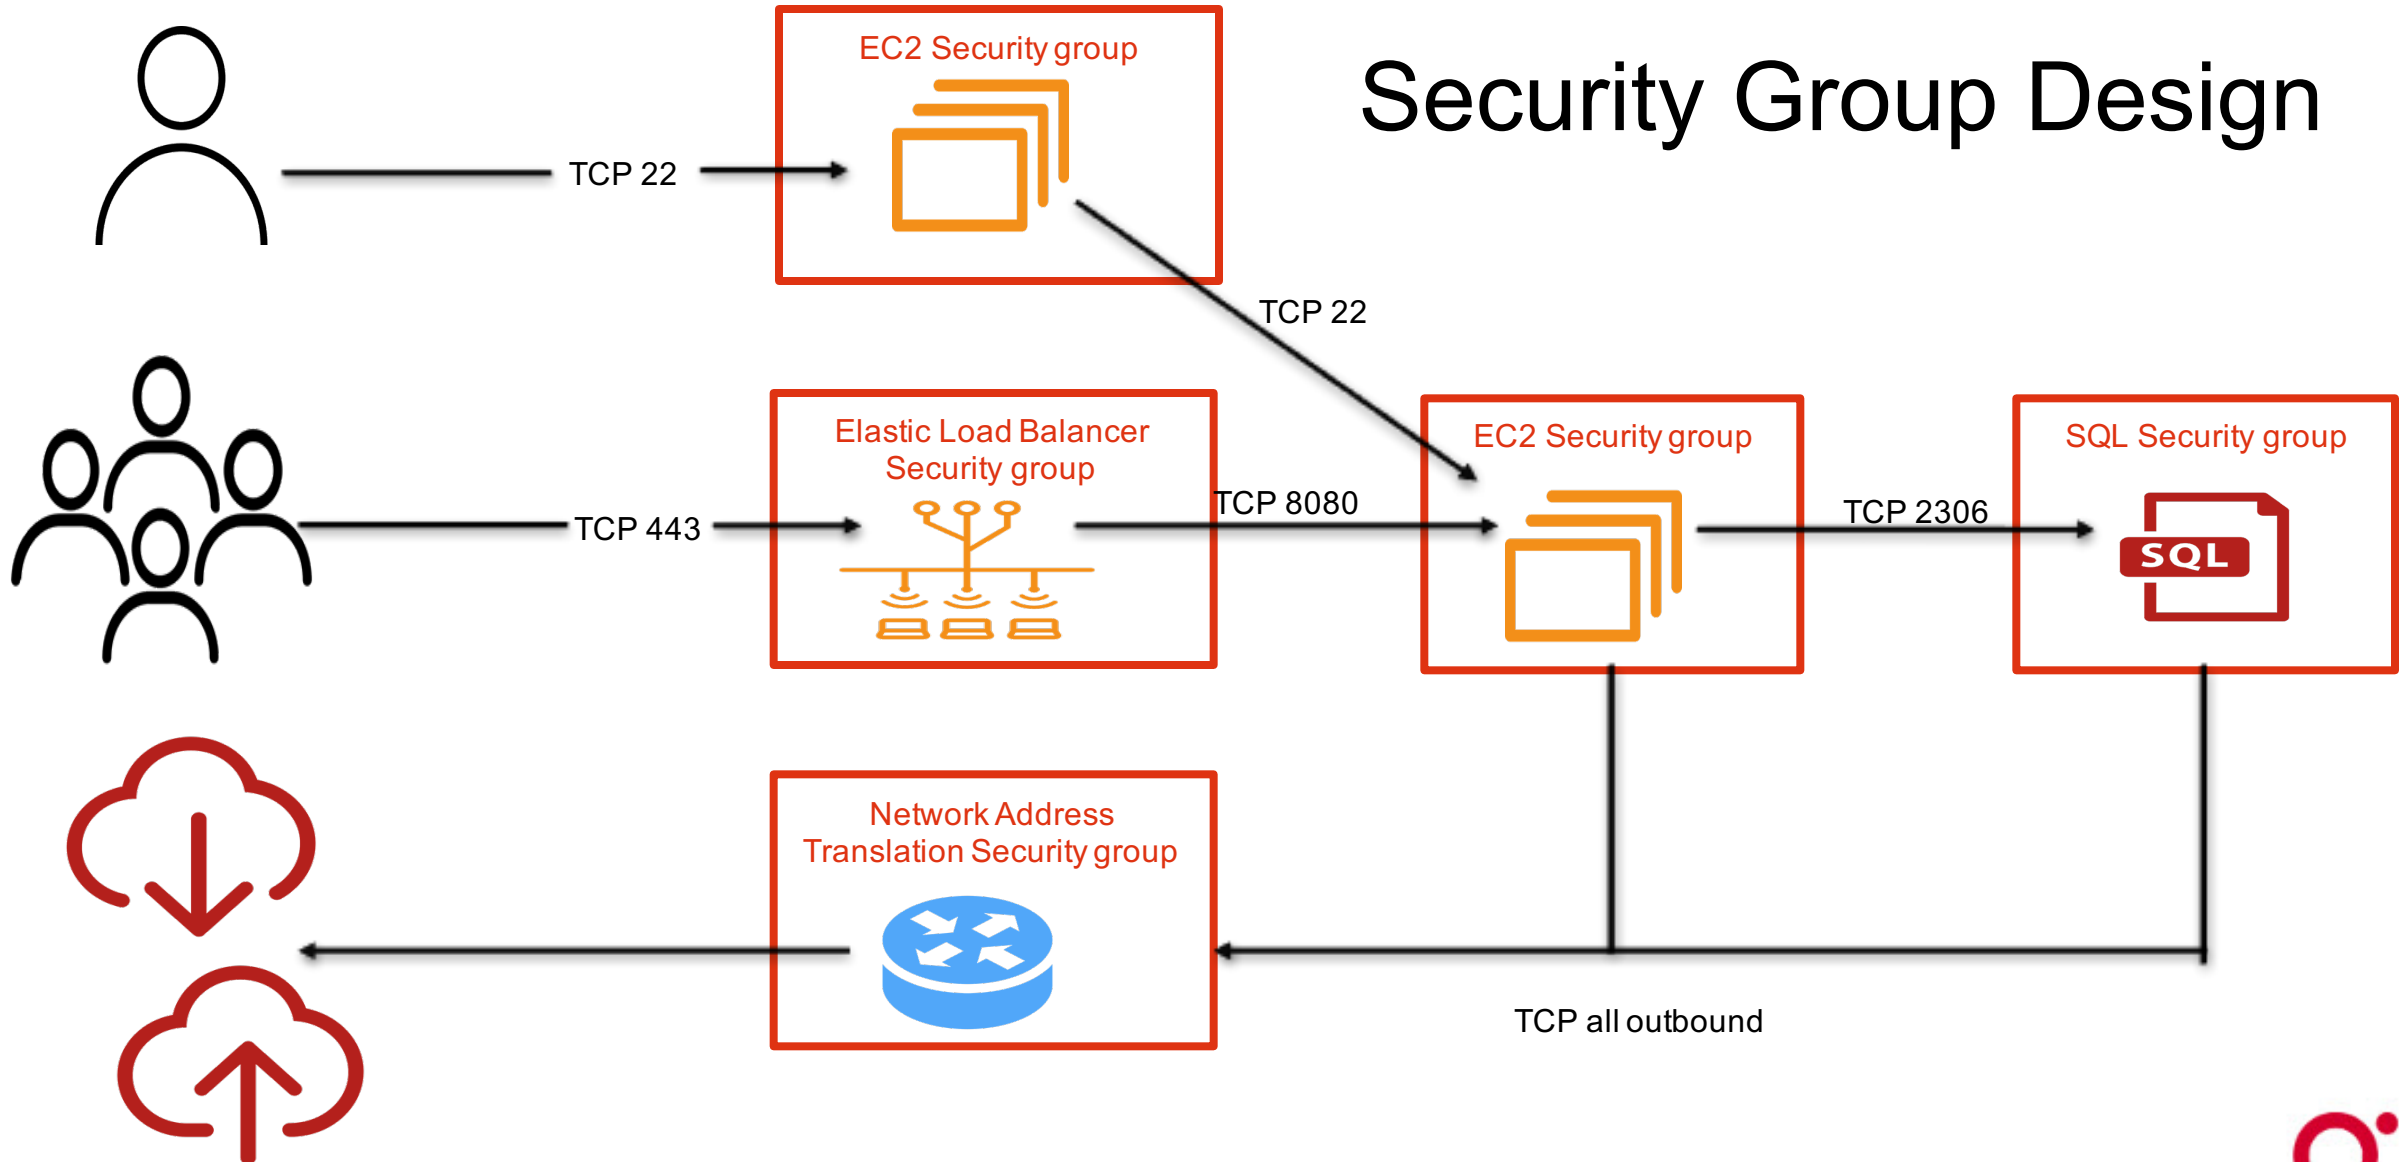 EC2 Security group
Security Group Design
TCP 22
TCP 22
Elastic Load Balancer
Security group
EC2 Security group
SQL Security group
TCP 443
TCP 8080
TCP 2306
SQL
Network Address
Translation Security group
TCP all outbound